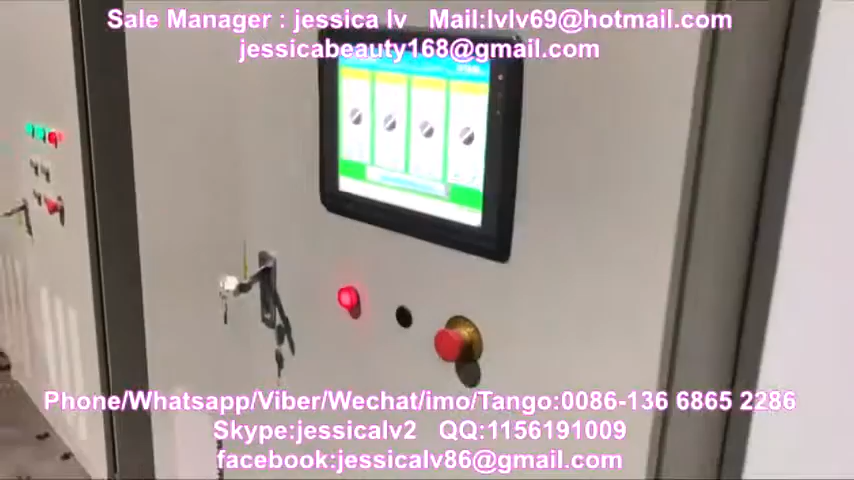 Sale Manager : jessica lv Mail:lvlv69@hotmail.com
jessicabeauty168@gmail.com
Phone/Whatsapp/Viber/Wechat/imo/Tango:0086-136 6865 2286
Skype:jessicalv2 QQ:1156191009
facebook:jessicalv86@gmail.com